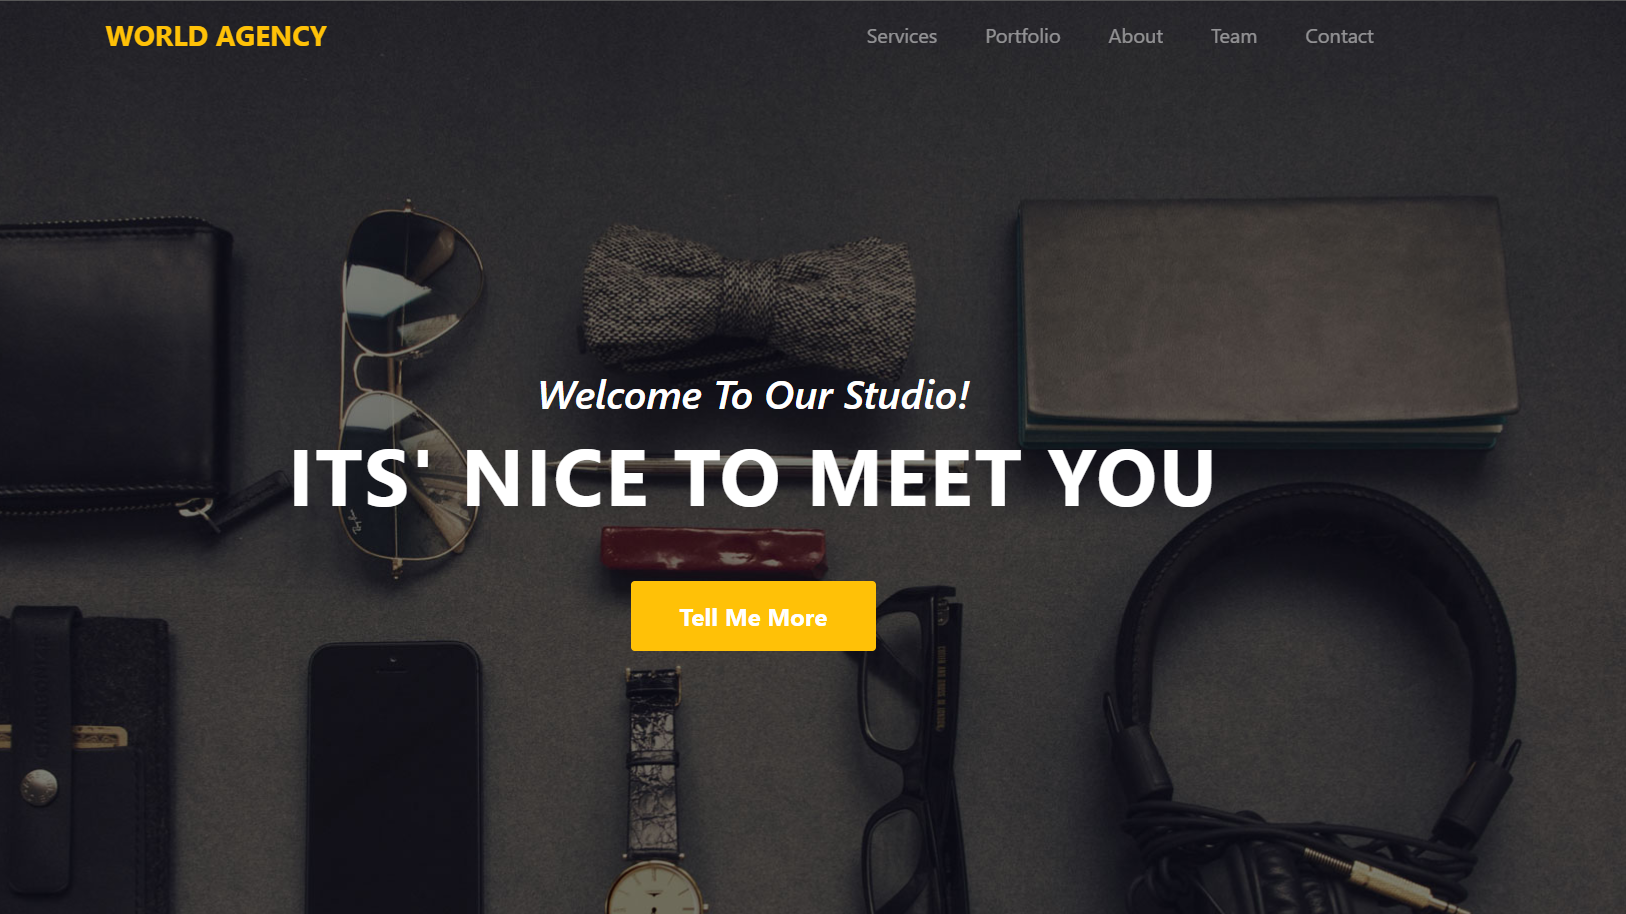 WORLD AGENCY
Services Portfolio About Team Contact
Welcome To Our Studio!
ITS' NICE TO MEET YOU
Tell Me More